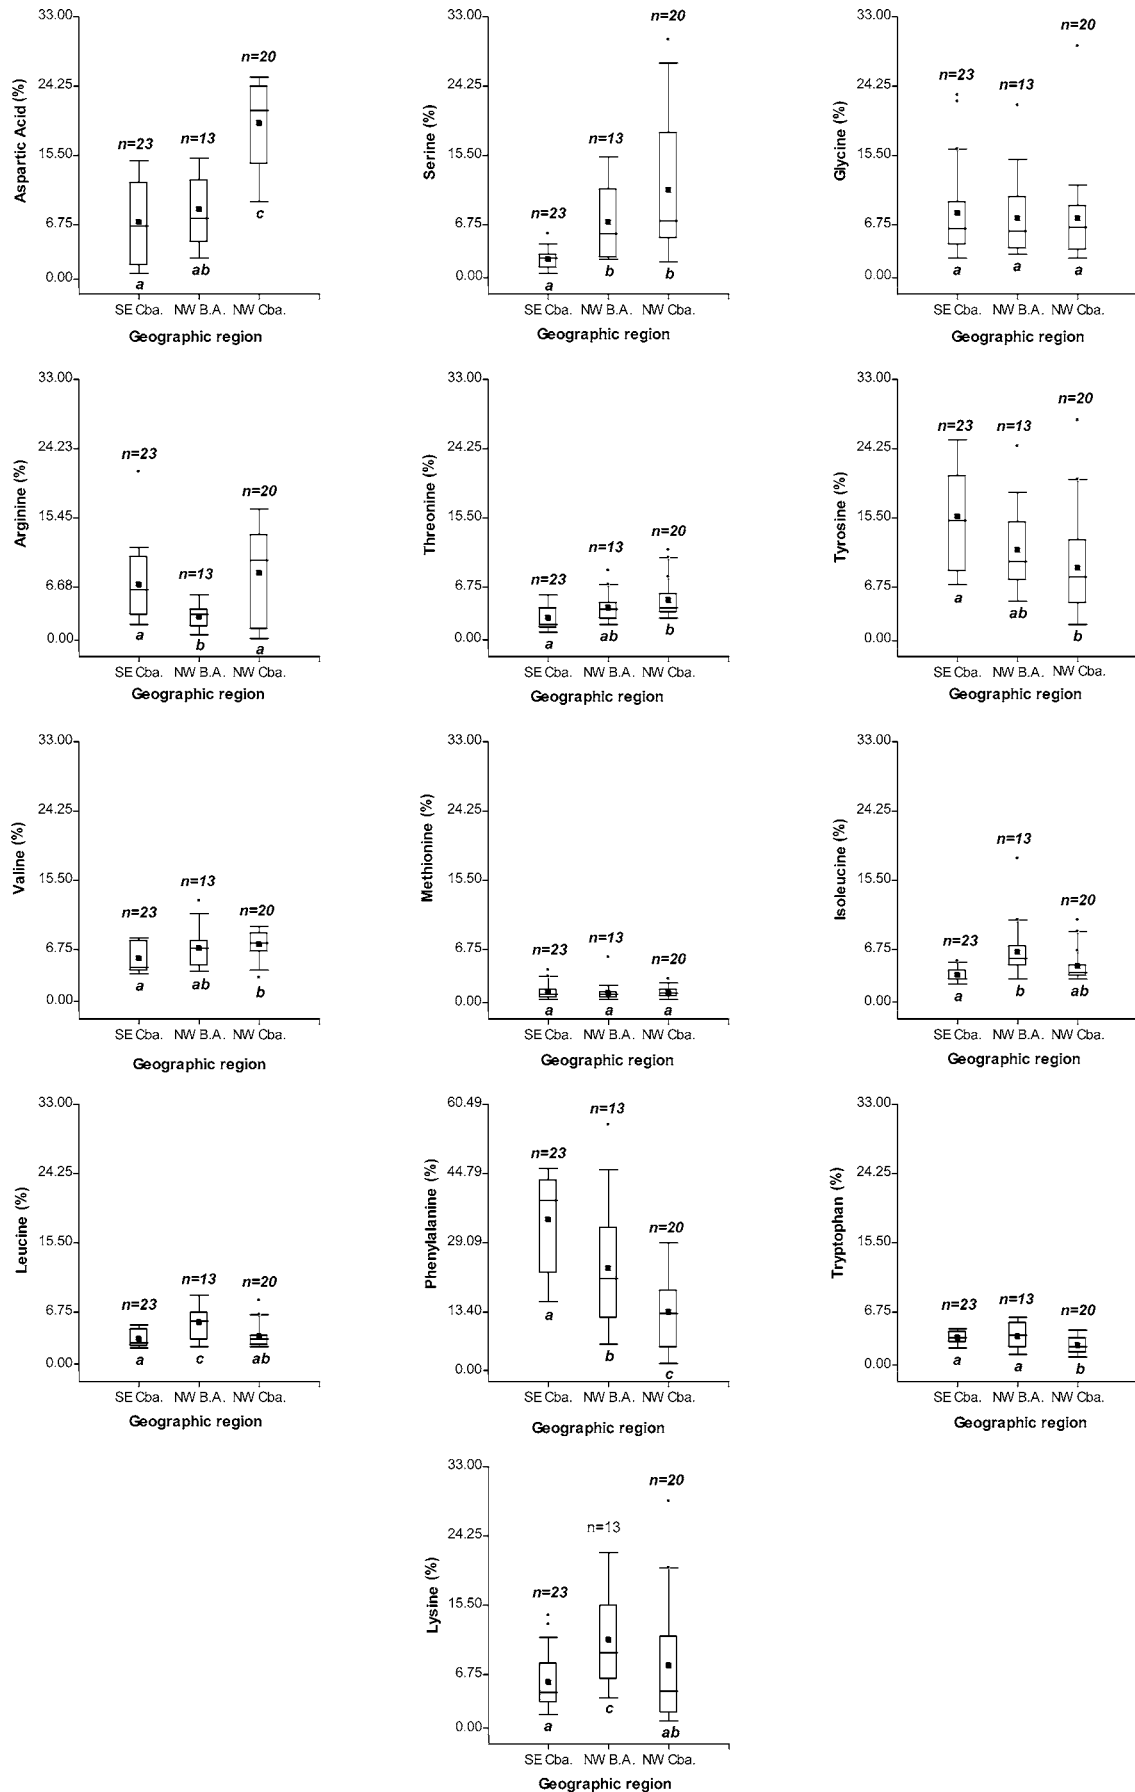 Aspartic Acid (%)
33.00
24.25
15.50
6.75
0.00
n=23
n=13
n=20
a
ab
c
SE Cba. NW B.A. NW Cba.
Geographic region
Serine (%)
33.00
24.25
15.50
6.75
0.00
n=23
n=13
n=20
a
b
b
SE Cba. NW B.A. NW Cba.
Geographic region
Glycine (%)
33.00
24.25
15.50
6.75
0.00
n=23
n=13
n=20
a
a
a
SE Cba. NW B.A. NW Cba.
Geographic region
Arginine (%)
33.00
24.23
15.45
6.68
0.00
n=23
n=13
n=20
a
b
a
SE Cba. NW B.A. NW Cba.
Geographic region
Threonine (%)
33.00
24.25
15.50
6.75
0.00
n=23
n=13
n=20
a
ab
b
SE Cba. NW B.A. NW Cba.
Geographic region
Tyrosine (%)
33.00
24.25
15.50
6.75
0.00
n=23
n=13
n=20
a
ab
b
SE Cba. NW B.A. NW Cba.
Geographic region
Valine (%)
33.00
24.25
15.50
6.75
0.00
n=23
n=13
n=20
a
ab
b
SE Cba. NW B.A. NW Cba.
Geographic region
Methionine (%)
33.00
24.25
15.50
6.75
0.00
n=23
n=13
n=20
a
a
a
SE Cba. NW B.A. NW Cba.
Geographic region
Isoleucine (%)
33.00
24.25
15.50
6.75
0.00
n=23
n=13
n=20
a
b
ab
SE Cba. NW B.A. NW Cba.
Geographic region
Leucine (%)
33.00
24.25
15.50
6.75
0.00
n=23
n=13
n=20
a
c
ab
SE Cba. NW B.A. NW Cba.
Geographic region
Phenylalanine (%)
60.49
44.79
29.09
13.40
0.00
n=23
n=13
n=20
a
b
c
SE Cba. NW B.A. NW Cba.
Geographic region
Tryptophan (%)
33.00
24.25
15.50
6.75
0.00
n=23
n=13
n=20
a
a
b
SE Cba. NW B.A. NW Cba.
Geographic region
Lysine (%)
33.00
24.25
15.50
6.75
0.00
n=23
n=13
n=20
a
c
ab
SE Cba. NW B.A. NW Cba.
Geographic region